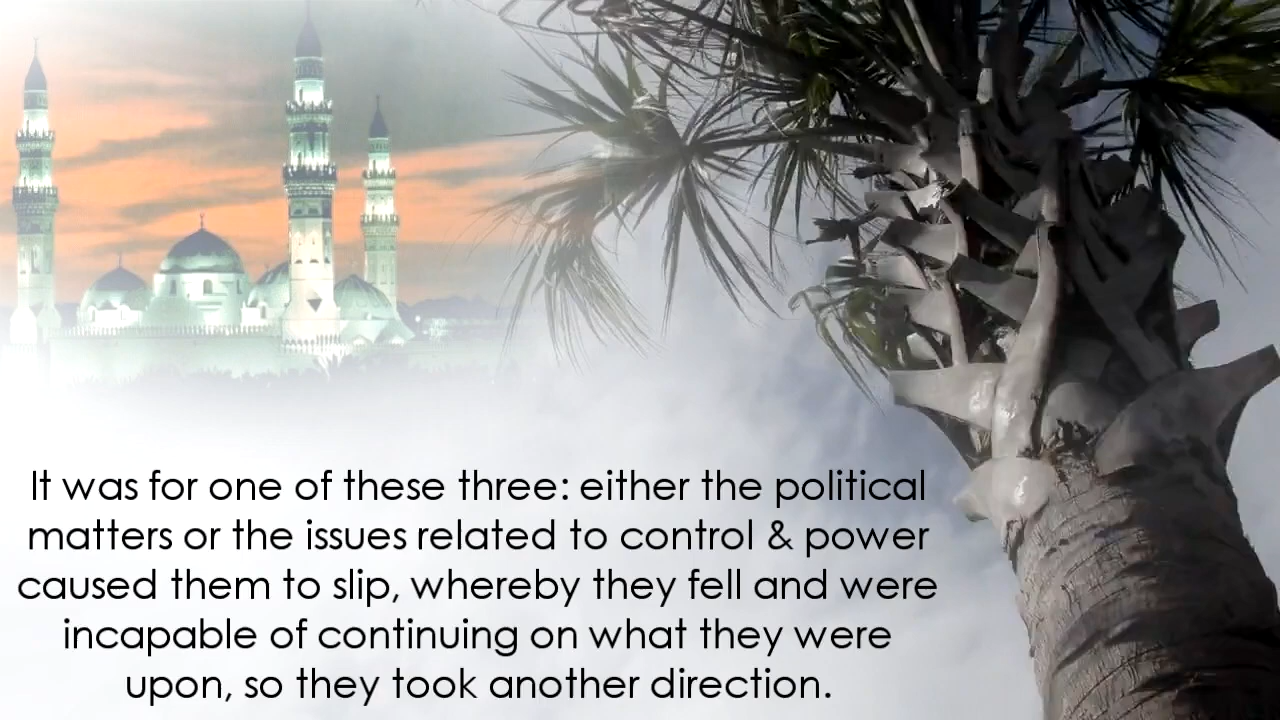 It was for one of these three: either the political
matters or the issues related to control & power
caused them to slip, whereby they fell and were
incapable of continuing on what they were
upon, so they took another direction.